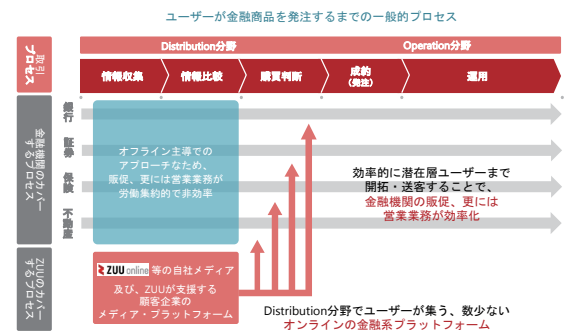 ユーザーが金融商品を発注するまでの一般的プロセス
取引
プロセス
Distribution分野
Operation分野
情報収集
情報比較
購買判断
成約
(発注)
運用
金融機関のカバー
するプロセス
銀行
証券
保険
不動産
オフライン主導での
アプローチなため、
販促、更には営業業務が
労働集約的で非効率
効率的に潜在層ユーザーまで
開拓・送客することで、
金融機関の販促、更には
営業業務が効率化
ZUUのカバー
するプロセス
ZUU online 等の自社メディア
及び、ZUUが支援する
顧客企業の
メディア・プラットフォーム
Distribution分野でユーザーが集う、数少ない
オンラインの金融系プラットフォーム